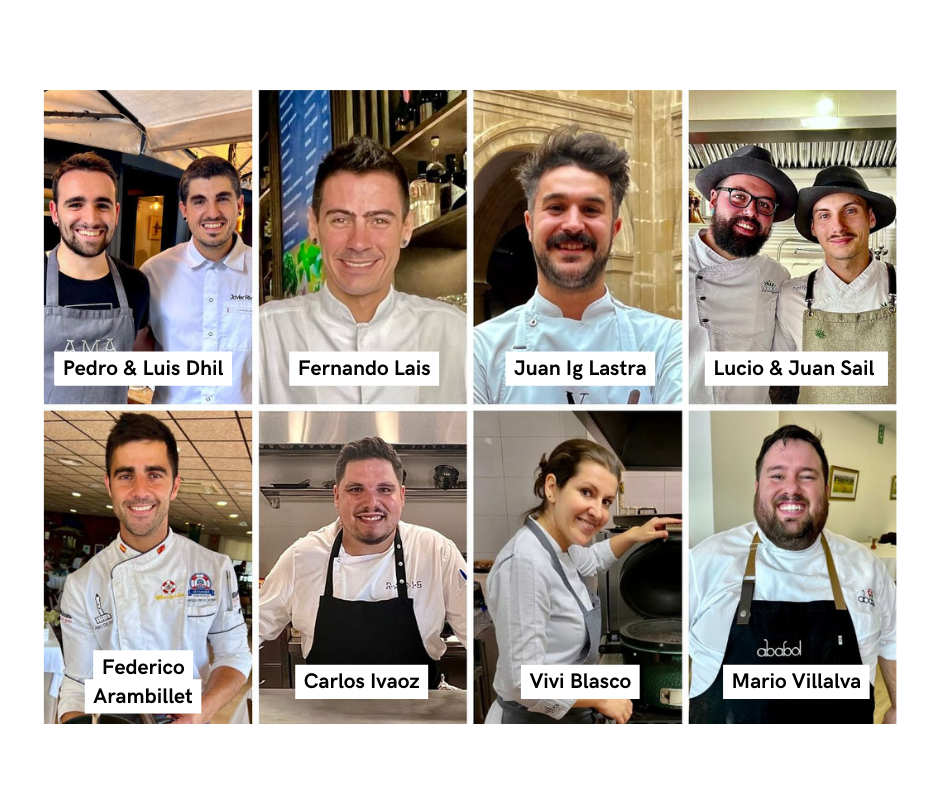 Javier Riv
AMA
Pedro & Luis Dhil
Fernando Lais
Juan Ig Lastra
Lucio & Juan Sail
Federico
Arambillet
Carlos Ivaoz
Vivi Blasco
ababol
Mario Villalva